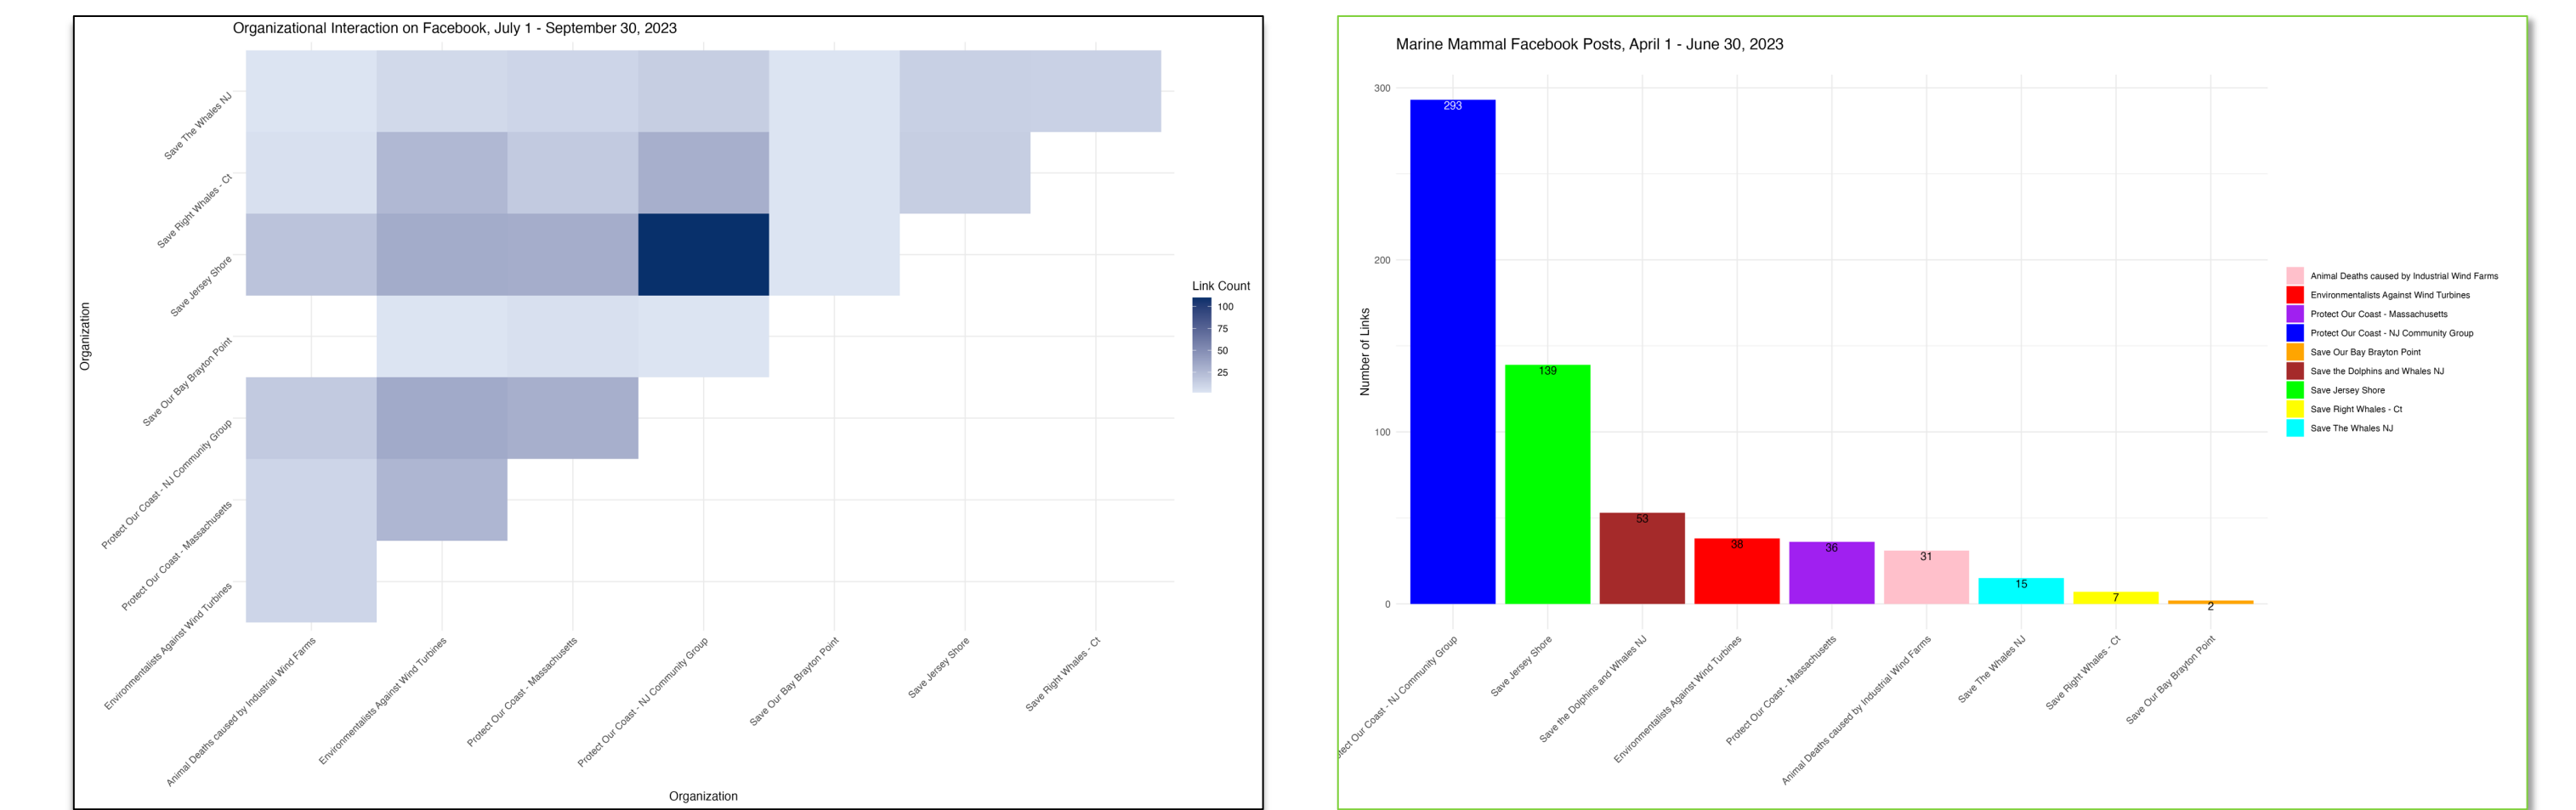 Organizational Interaction on Facebook, July 1 - September 30, 2023
Organization
Save The Whales NJ
Save Right Whales - Ct
Save Jersey Shore
Save Our Bay Brayton Point
Protect Our Coast - NJ Community Group
Protect Our Coast - Massachusetts
Environmentalists Against Wind Turbines
Animal Deaths caused by Industrial Wind Farms
Environmentalists Against Wind Turbines
Protect Our Coast - Massachusetts
Protect Our Coast - NJ Community Group
Save Our Bay Brayton Point
Save Jersey Shore
Save Right Whales - Ct
Organization
Link Count
100
75
50
25
Marine Mammal Facebook Posts, April 1 - June 30, 2023
Number of Links
300
200
100
0
293
139
53
38
36
31
15
7
2
Our Coast - NJ Community Group
Save Jersey Shore
Save the Dolphins and Whales NJ
Environmentalists Against Wind Turbines
Protect Our Coast - Massachusetts
Animal Deaths caused by Industrial Wind Farms
Save The Whales NJ
Save Right Whales - Ct
Save Our Bay Brayton Point
Animal Deaths caused by Industrial Wind Farms
Environmentalists Against Wind Turbines
Protect Our Coast - Massachusetts
Protect Our Coast - NJ Community Group
Save Our Bay Brayton Point
Save the Dolphins and Whales NJ
Save Jersey Shore
Save Right Whales - Ct
Save The Whales NJ